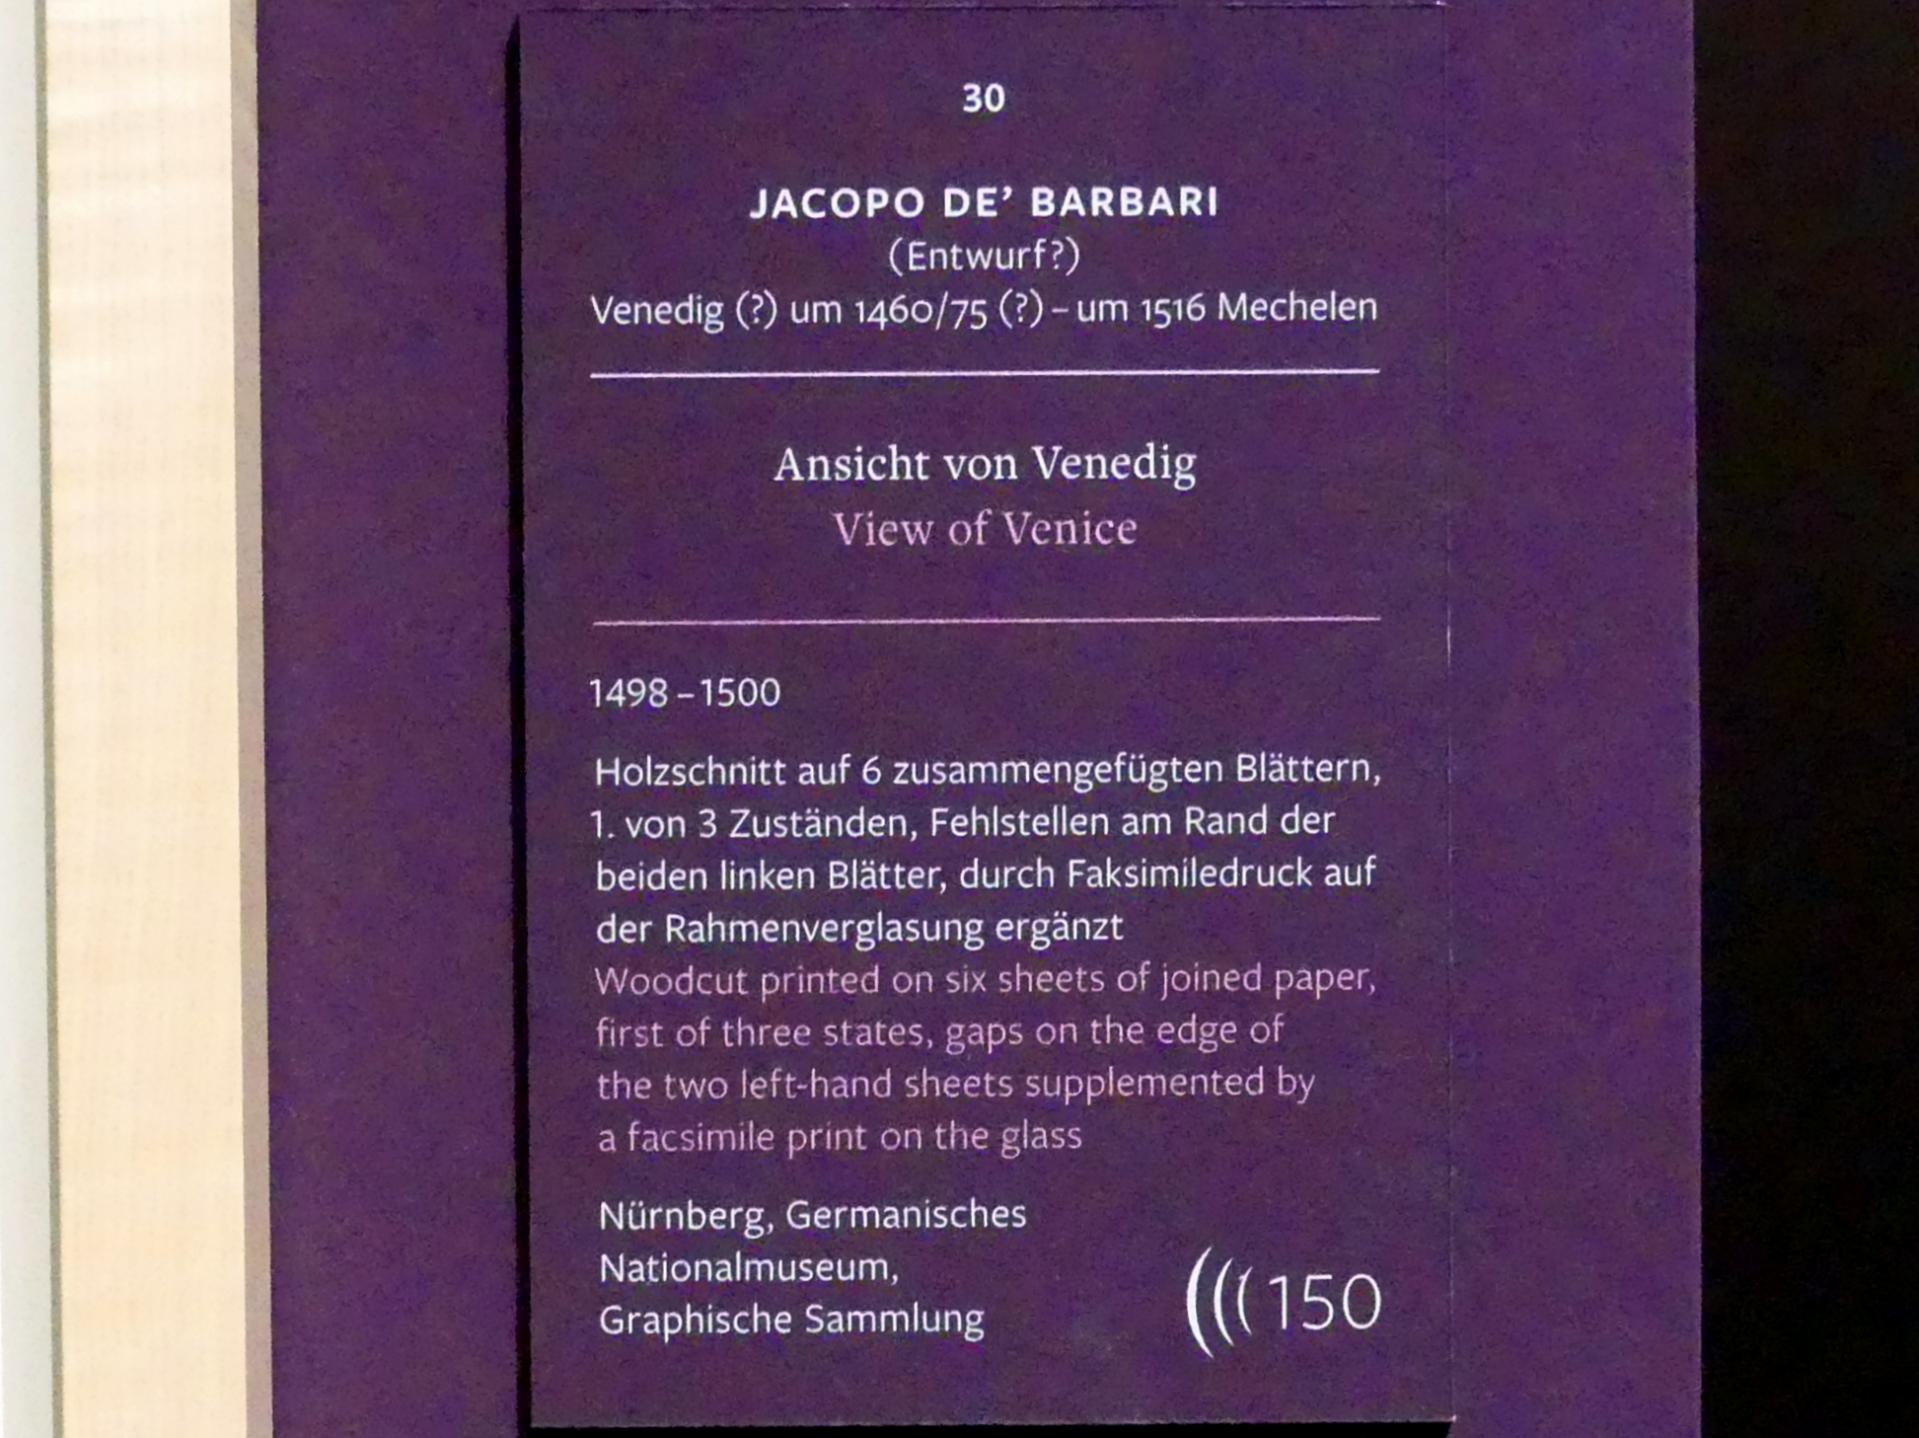 30
JACOPO DE’ BARBARI
(Entwurf?)
Venedig (?) um 1460/75 (?) – um 1516 Mechelen
Ansicht von Venedig
View of Venice
1498 – 1500
Holzschnitt auf 6 zusammengefügten Blättern,
1. von 3 Zuständen, Fehlstellen am Rand der
beiden linken Blätter, durch Faksimiledruck auf
der Rahmenverglasung ergänzt
Woodcut printed on six sheets of joined paper,
first of three states, gaps on the edge of
the two left-hand sheets supplemented by
a facsimile print on the glass
Nürnberg, Germanisches
Nationalmuseum,
Graphische Sammlung
(((150